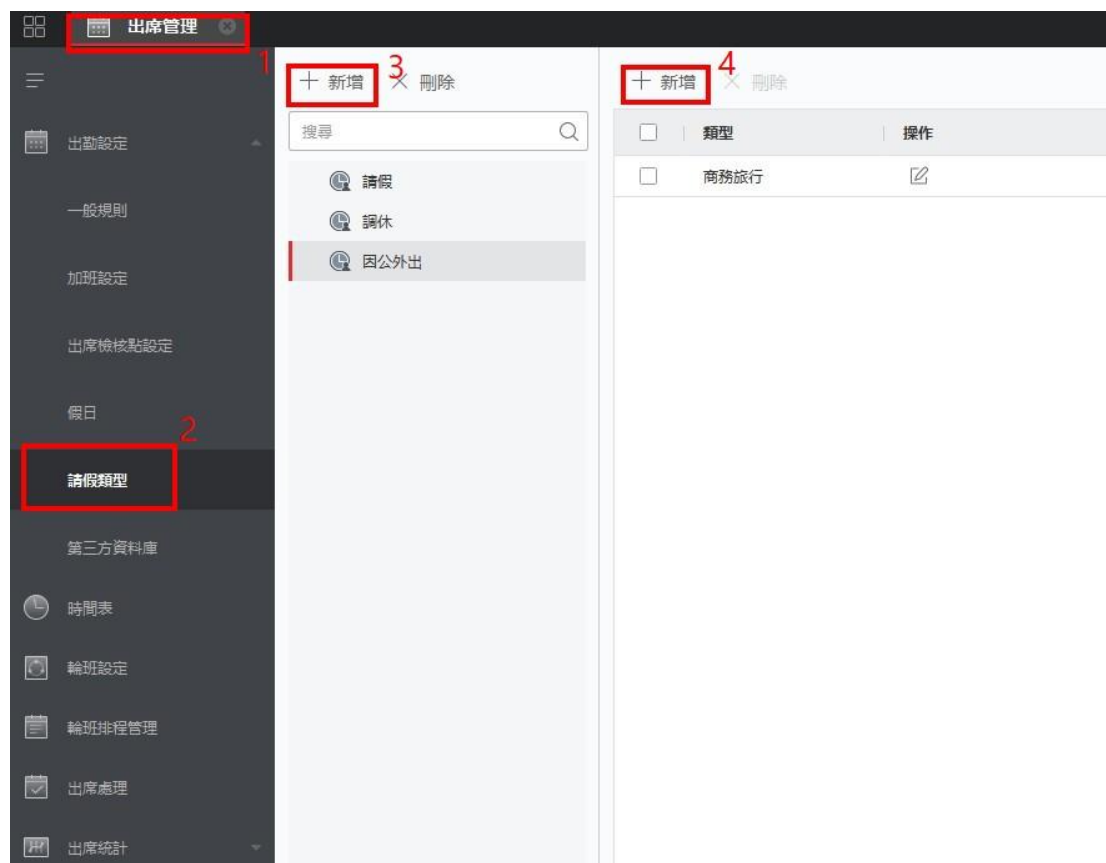 出席管理
1
3
4
新增
刪除
新增
刪除
搜尋
類型
操作
出勤設定
請假
商務旅行
一般規則
調休
因公外出
加班設定
出席檢核點設定
假日
2
請假類型
第三方資料庫
時間表
輪班設定
輪班排程管理
出席處理
出席統計